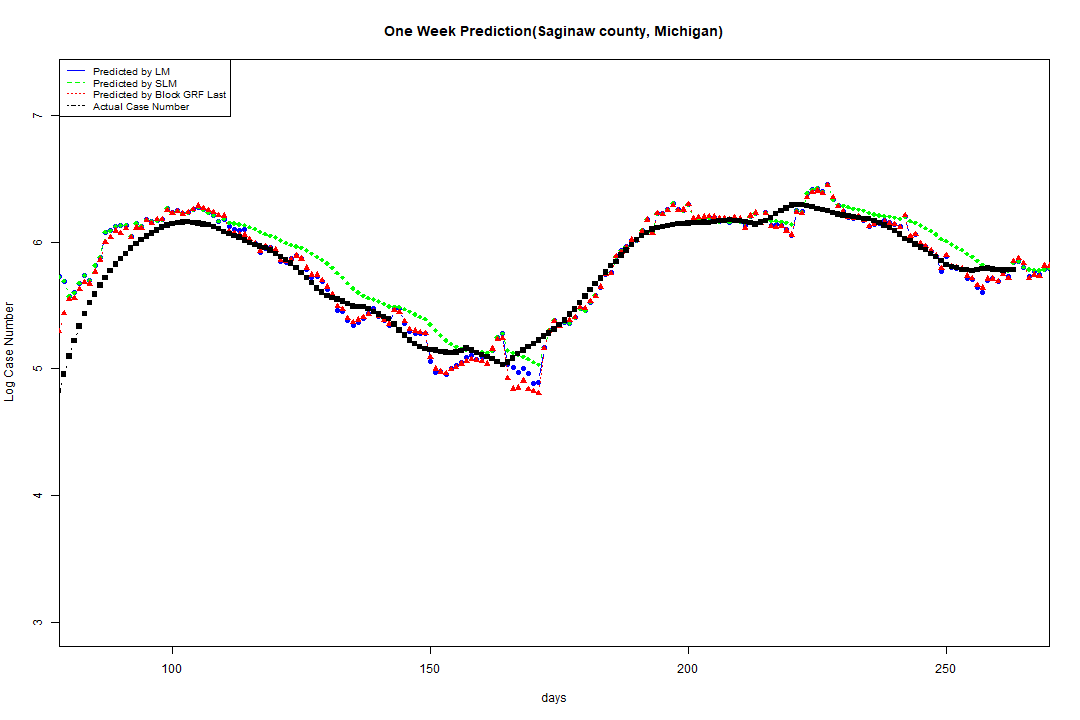 One Week Prediction(Saginaw county, Michigan)
Predicted by LM
Predicted by SLM
Predicted by Block GRF Last
Actual Case Number
7
6
5
4
3
Log Case Number
100 150 200 250
days